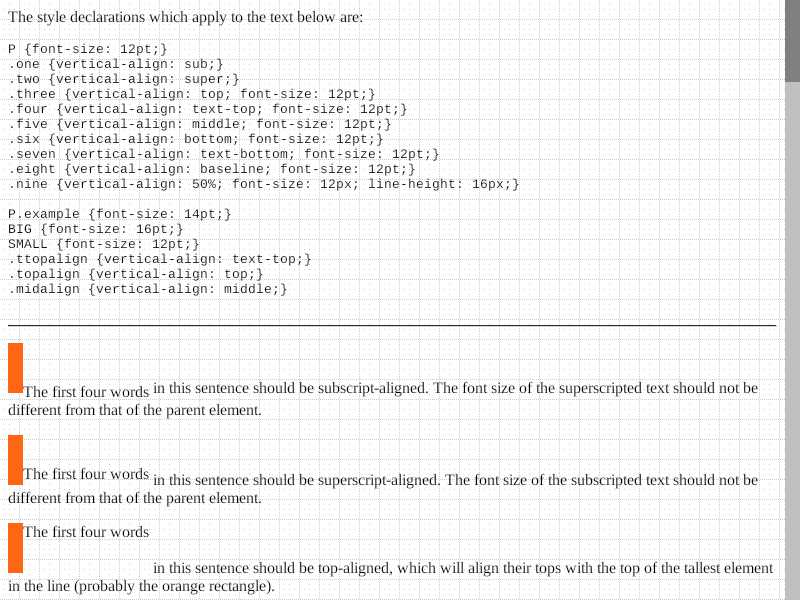 The style declarations which apply to the text below are:
P {font-size: 12pt;}
.one {vertical-align: sub;}
.two {vertical-align: super;}
.three {vertical-align: top; font-size: 12pt;}
.four {vertical-align: text-top; font-size: 12pt;}
.five {vertical-align: middle; font-size: 12pt;}
.six {vertical-align: bottom; font-size: 12pt;}
.seven {vertical-align: text-bottom; font-size: 12pt;}
.eight {vertical-align: baseline; font-size: 12pt;}
.nine {vertical-align: 50%; font-size: 12px; line-height: 16px;}
P.example {font-size: 14pt;}
BIG {font-size: 16pt;}
SMALL {font-size: 12pt;}
.ttopalign {vertical-align: text-top;}
.topalign {vertical-align: top;}
.midalign {vertical-align: middle;}
The first four words in this sentence should be subscript-aligned. The font size of the superscripted text should not be
different from that of the parent element.
The first four words in this sentence should be superscript-aligned. The font size of the subscripted text should not be
different from that of the parent element.
The first four words in this sentence should be top-aligned, which will align their tops with the top of the tallest element
in the line (probably the orange rectangle).